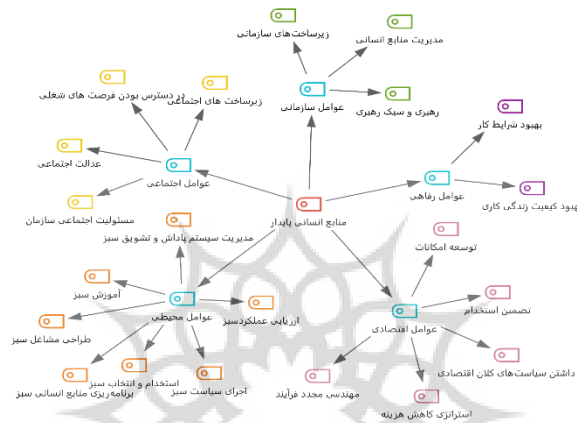 زیرساخت‌های سازمانی
مدیریت منابع انسانی
عوامل سازمانی
رهبری و سبک رهبری
در دسترس بودن فرصت های شغلی
زیرساخت های اجتماعی
عدالت اجتماعی
عوامل اجتماعی
مسئولیت اجتماعی سازمان
بهبود شرایط کار
عوامل رفاهی
بهبود کیفیت زندگی کاری
منابع انسانی پایدار
مدیریت سیستم پاداش و تشویق سبز
آموزش سبز
عوامل محیطی
ارزیابی عملکردسبز
طراحی مشاغل سبز
برنامه‌ریزی منابع انسانی سبز
استخدام و انتخاب سبز
اجرای سیاست سبز
توسعه امکانات
تضمین استخدام
عوامل اقتصادی
داشتن سیاست‌های کلان اقتصادی
مهندسی مجدد فرآیند
استراتژی کاهش هزینه